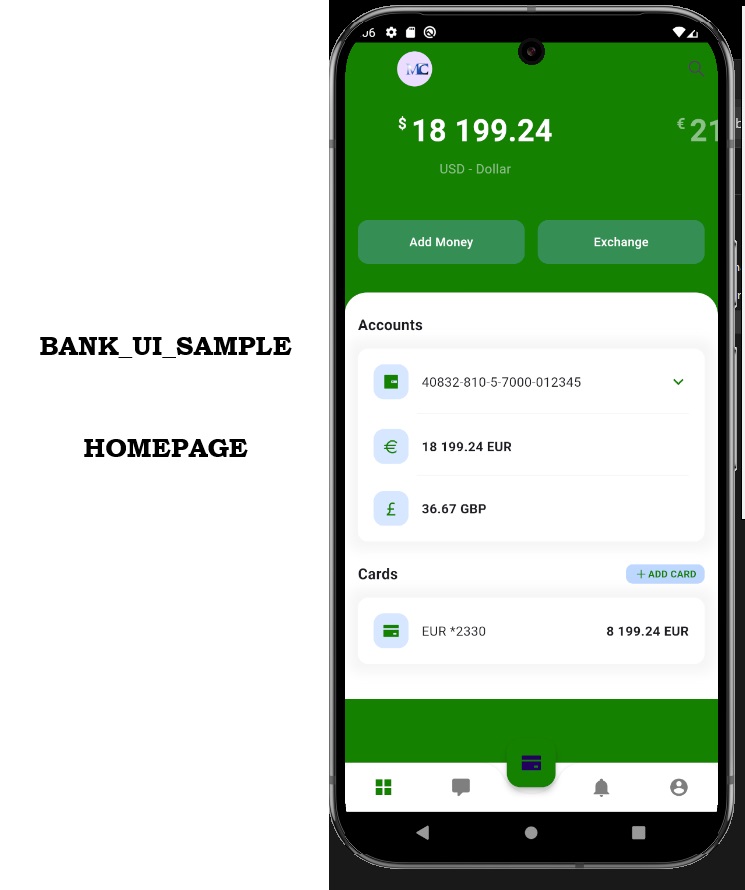 BANK_UI_SAMPLE
HOMEPAGE
MC
$ 18 199.24
€ 21
USD - Dollar
Add Money
Exchange
Accounts
40832-810-5-7000-012345
€
18 199.24 EUR
£
36.67 GBP
Cards
+ ADD CARD
EUR *2330
8 199.24 EUR